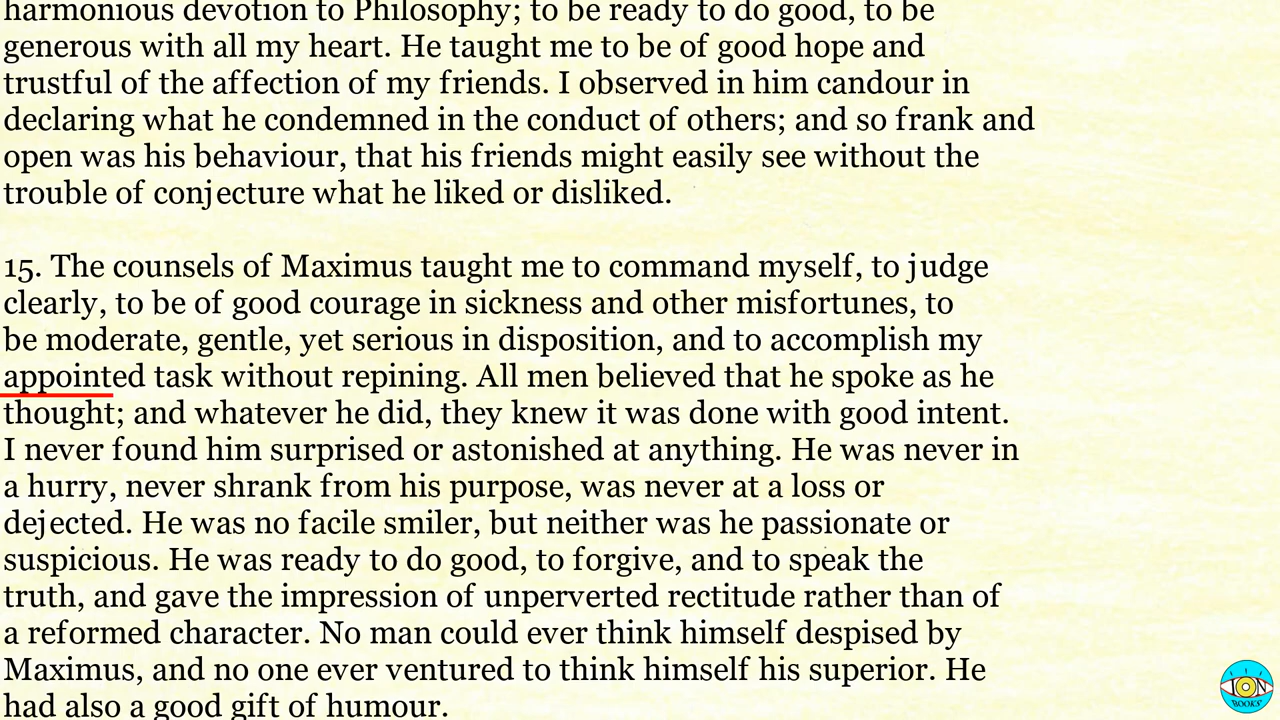 harmonious devotion to Philosophy; to be ready to do good, to be
generous with all my heart. He taught me to be of good hope and
trustful of the affection of my friends. I observed in him candour in
declaring what he condemned in the conduct of others; and so frank and
open was his behaviour, that his friends might easily see without the
trouble of conjecture what he liked or disliked.
15. The counsels of Maximus taught me to command myself, to judge
clearly, to be of good courage in sickness and other misfortunes, to
be moderate, gentle, yet serious in disposition, and to accomplish my
appointed task without repining. All men believed that he spoke as he
thought; and whatever he did, they knew it was done with good intent.
I never found him surprised or astonished at anything. He was never in
a hurry, never shrank from his purpose, was never at a loss or
dejected. He was no facile smiler, but neither was he passionate or
suspicious. He was ready to do good, to forgive, and to speak the
truth, and gave the impression of unperverted rectitude rather than of
a reformed character. No man could ever think himself despised by
Maximus, and no one ever ventured to think himself his superior. He
had also a good gift of humour.
ION
BOOKS